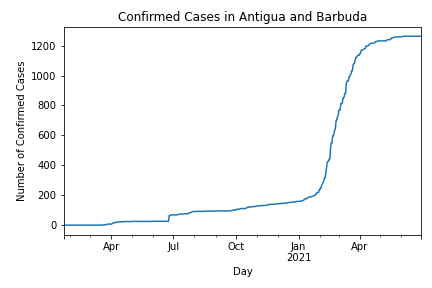 Confirmed Cases in Antigua and Barbuda
Number of Confirmed Cases
1200
1000
800
600
400
200
0
Apr Jul Oct Jan Apr
2021
Day